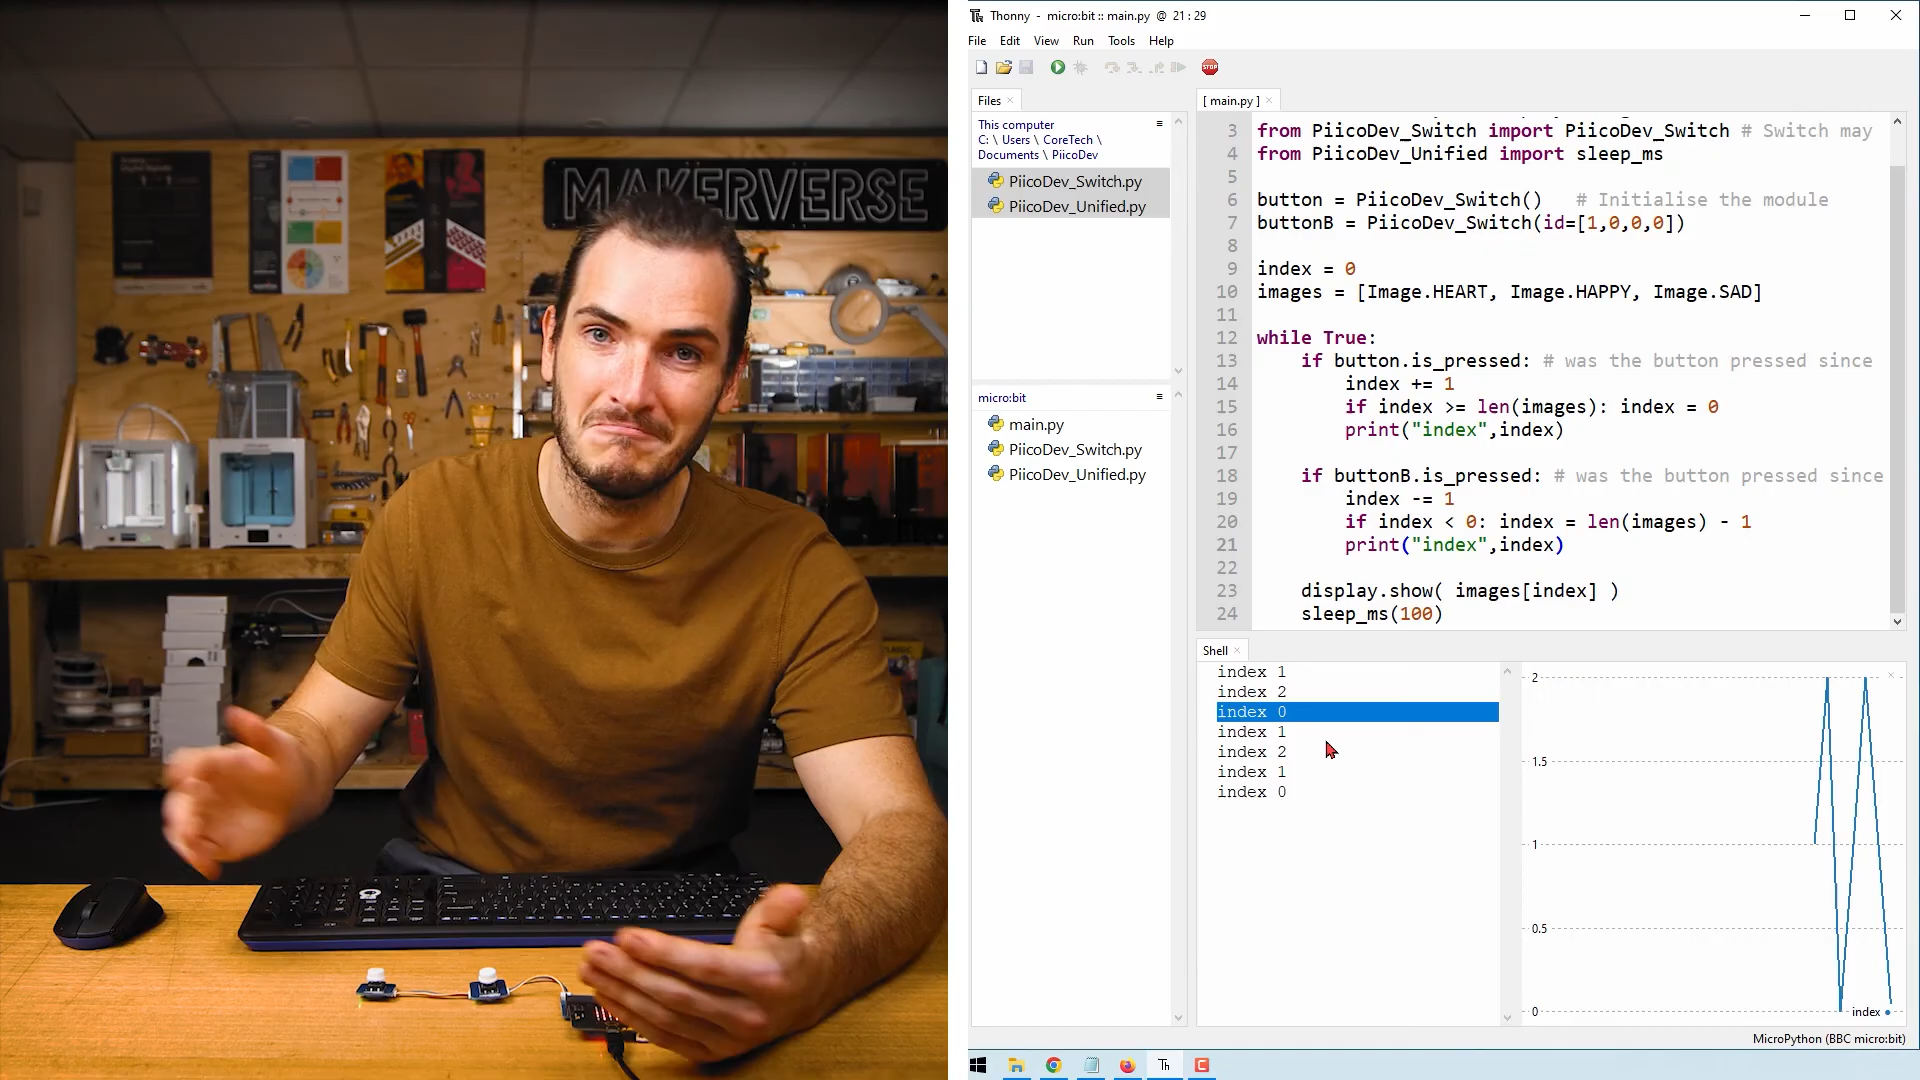 MAKERVERSE
Thonny - micro:bit :: main.py @ 21 : 29
File Edit View Run Tools Help
STOP
Files
[ main.py ]
This computer
C: \ Users \ CoreTech \
Documents \ PiicoDev
PiicoDev_Switch.py
PiicoDev_Unified.py
micro:bit
main.py
PiicoDev_Switch.py
PiicoDev_Unified.py
3 from PiicoDev_Switch import PiicoDev_Switch # Switch may
4 from PiicoDev_Unified import sleep_ms
5
6 button = PiicoDev_Switch() # Initialise the module
7 buttonB = PiicoDev_Switch(id=[1,0,0,0])
8
9 index = 0
10 images = [Image.HEART, Image.HAPPY, Image.SAD]
11
12 while True:
13 if button.is_pressed: # was the button pressed since
14 index += 1
15 if index >= len(images): index = 0
16 print("index",index)
17
18 if buttonB.is_pressed: # was the button pressed since
19 index -= 1
20 if index < 0: index = len(images) - 1
21 print("index",index)
22
23 display.show( images[index] )
24 sleep_ms(100)
Shell
index 1
index 2
index 0
index 1
index 2
index 1
index 0
2
1.5
1
0.5
0
index
MicroPython (BBC micro:bit)
Th